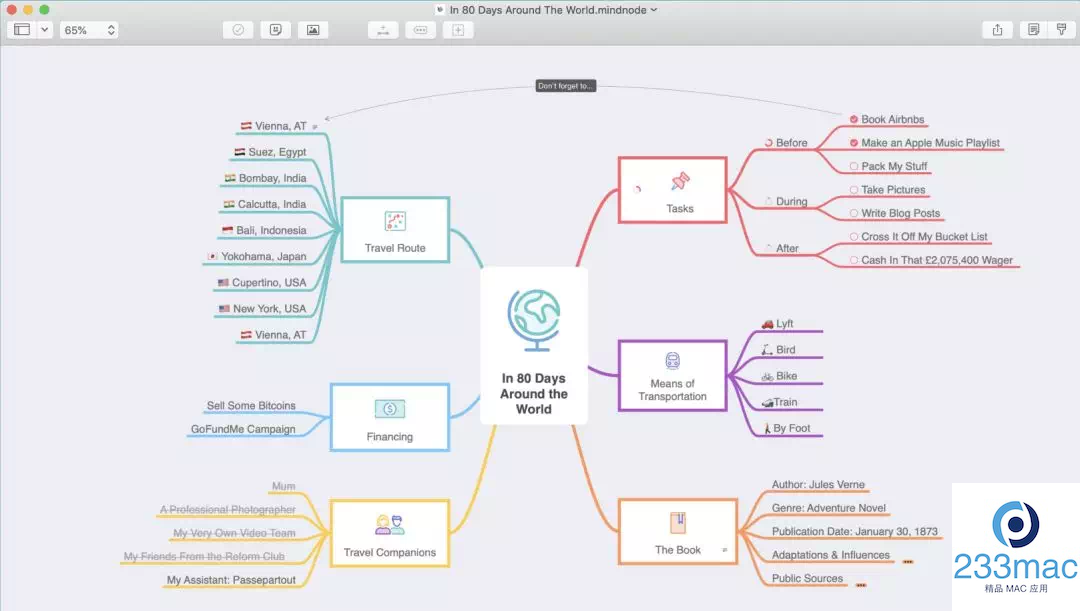 In 80 Days Around The World.mindnode
65%
Don't forget to...
Vienna, AT
Suez, Egypt
Bombay, India
Calcutta, India
Bali, Indonesia
Yokohama, Japan
Cupertino, USA
New York, USA
Vienna, AT
Travel Route
Sell Some Bitcoins
GoFundMe Campaign
Financing
Mum
A Professional Photographer
My Very Own Video Team
My Friends From the Reform Club
My Assistant: Passepartout
Travel Companions
In 80 Days
Around the
World
Tasks
Before
Book Airbnbs
Make an Apple Music Playlist
Pack My Stuff
During
Take Pictures
Write Blog Posts
After
Cross It Off My Bucket List
Cash In That £2,075,400 Wager
Means of
Transportation
Lyft
Bird
Bike
Train
By Foot
The Book
Author: Jules Verne
Genre: Adventure Novel
Publication Date: January 30, 1873
Adaptations & Influences
Public Sources
233mac
精品 MAC 应用